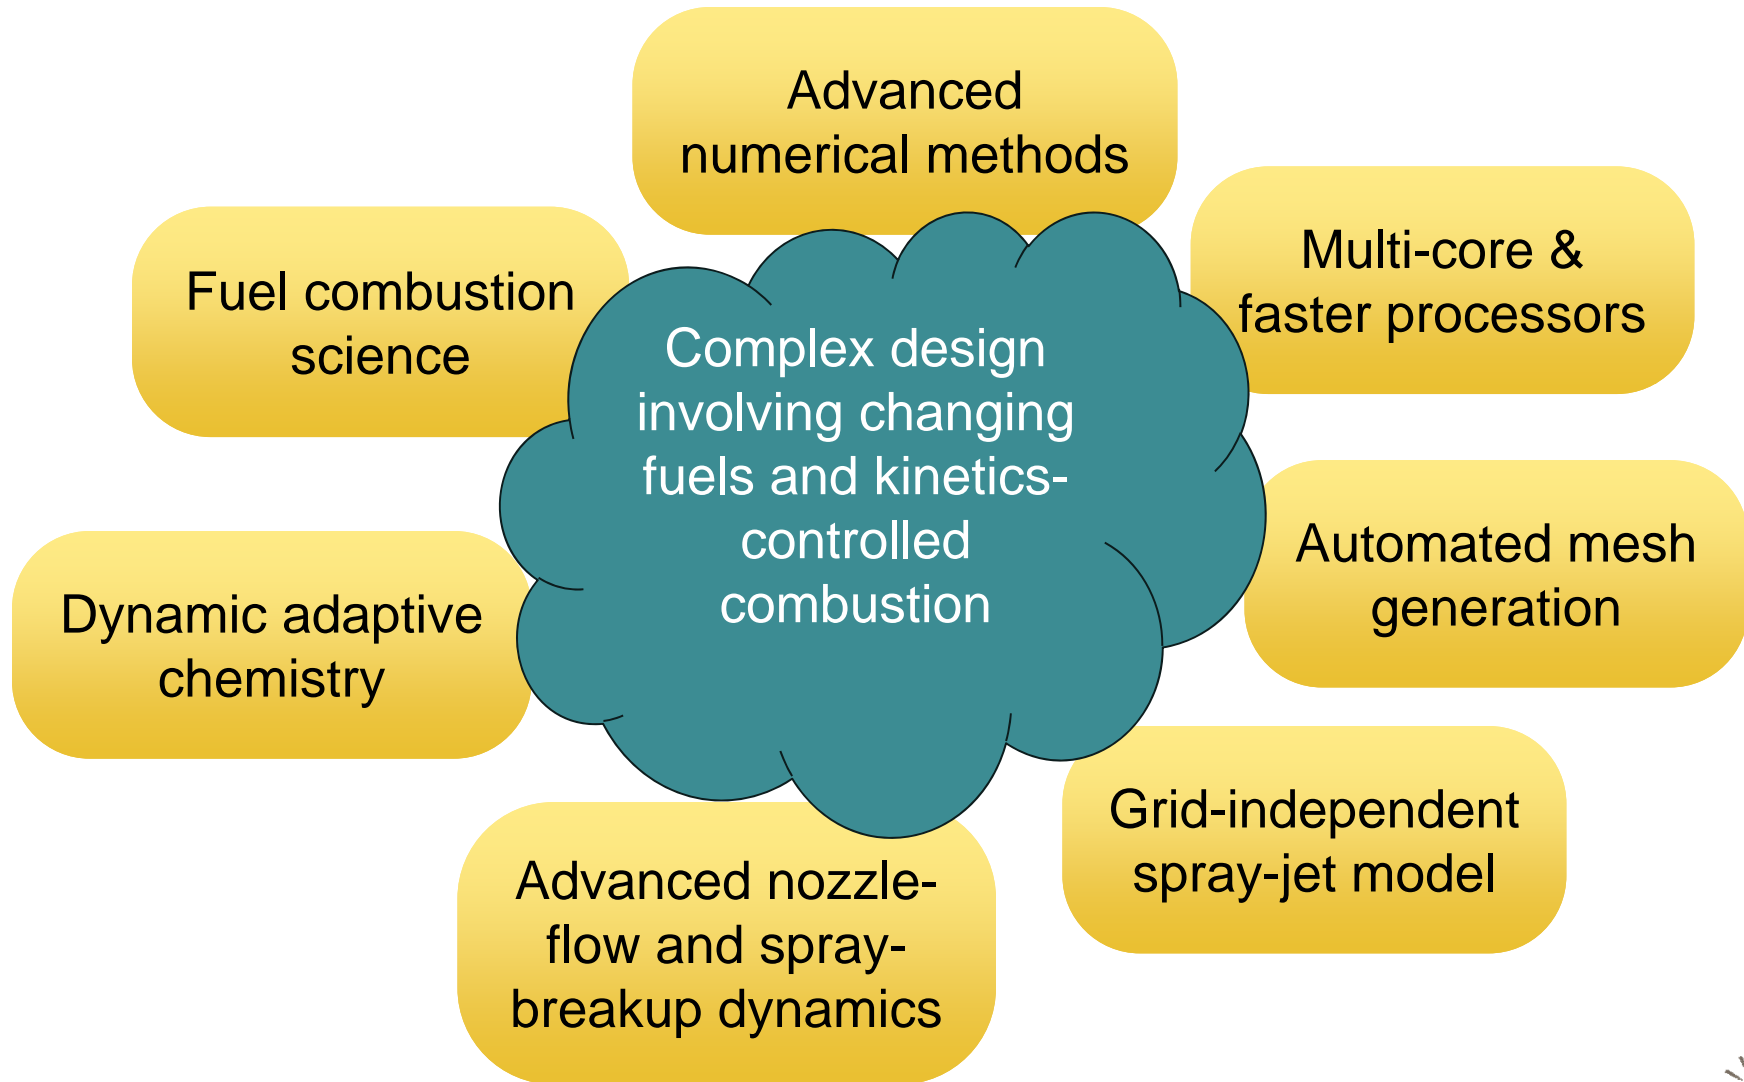 Advanced
numerical methods
Fuel combustion
science
Multi-core &
faster processors
Complex design
involving changing
fuels and kinetics-
controlled
combustion
Automated mesh
generation
Dynamic adaptive
chemistry
Grid-independent
spray-jet model
Advanced nozzle-
flow and spray-
breakup dynamics